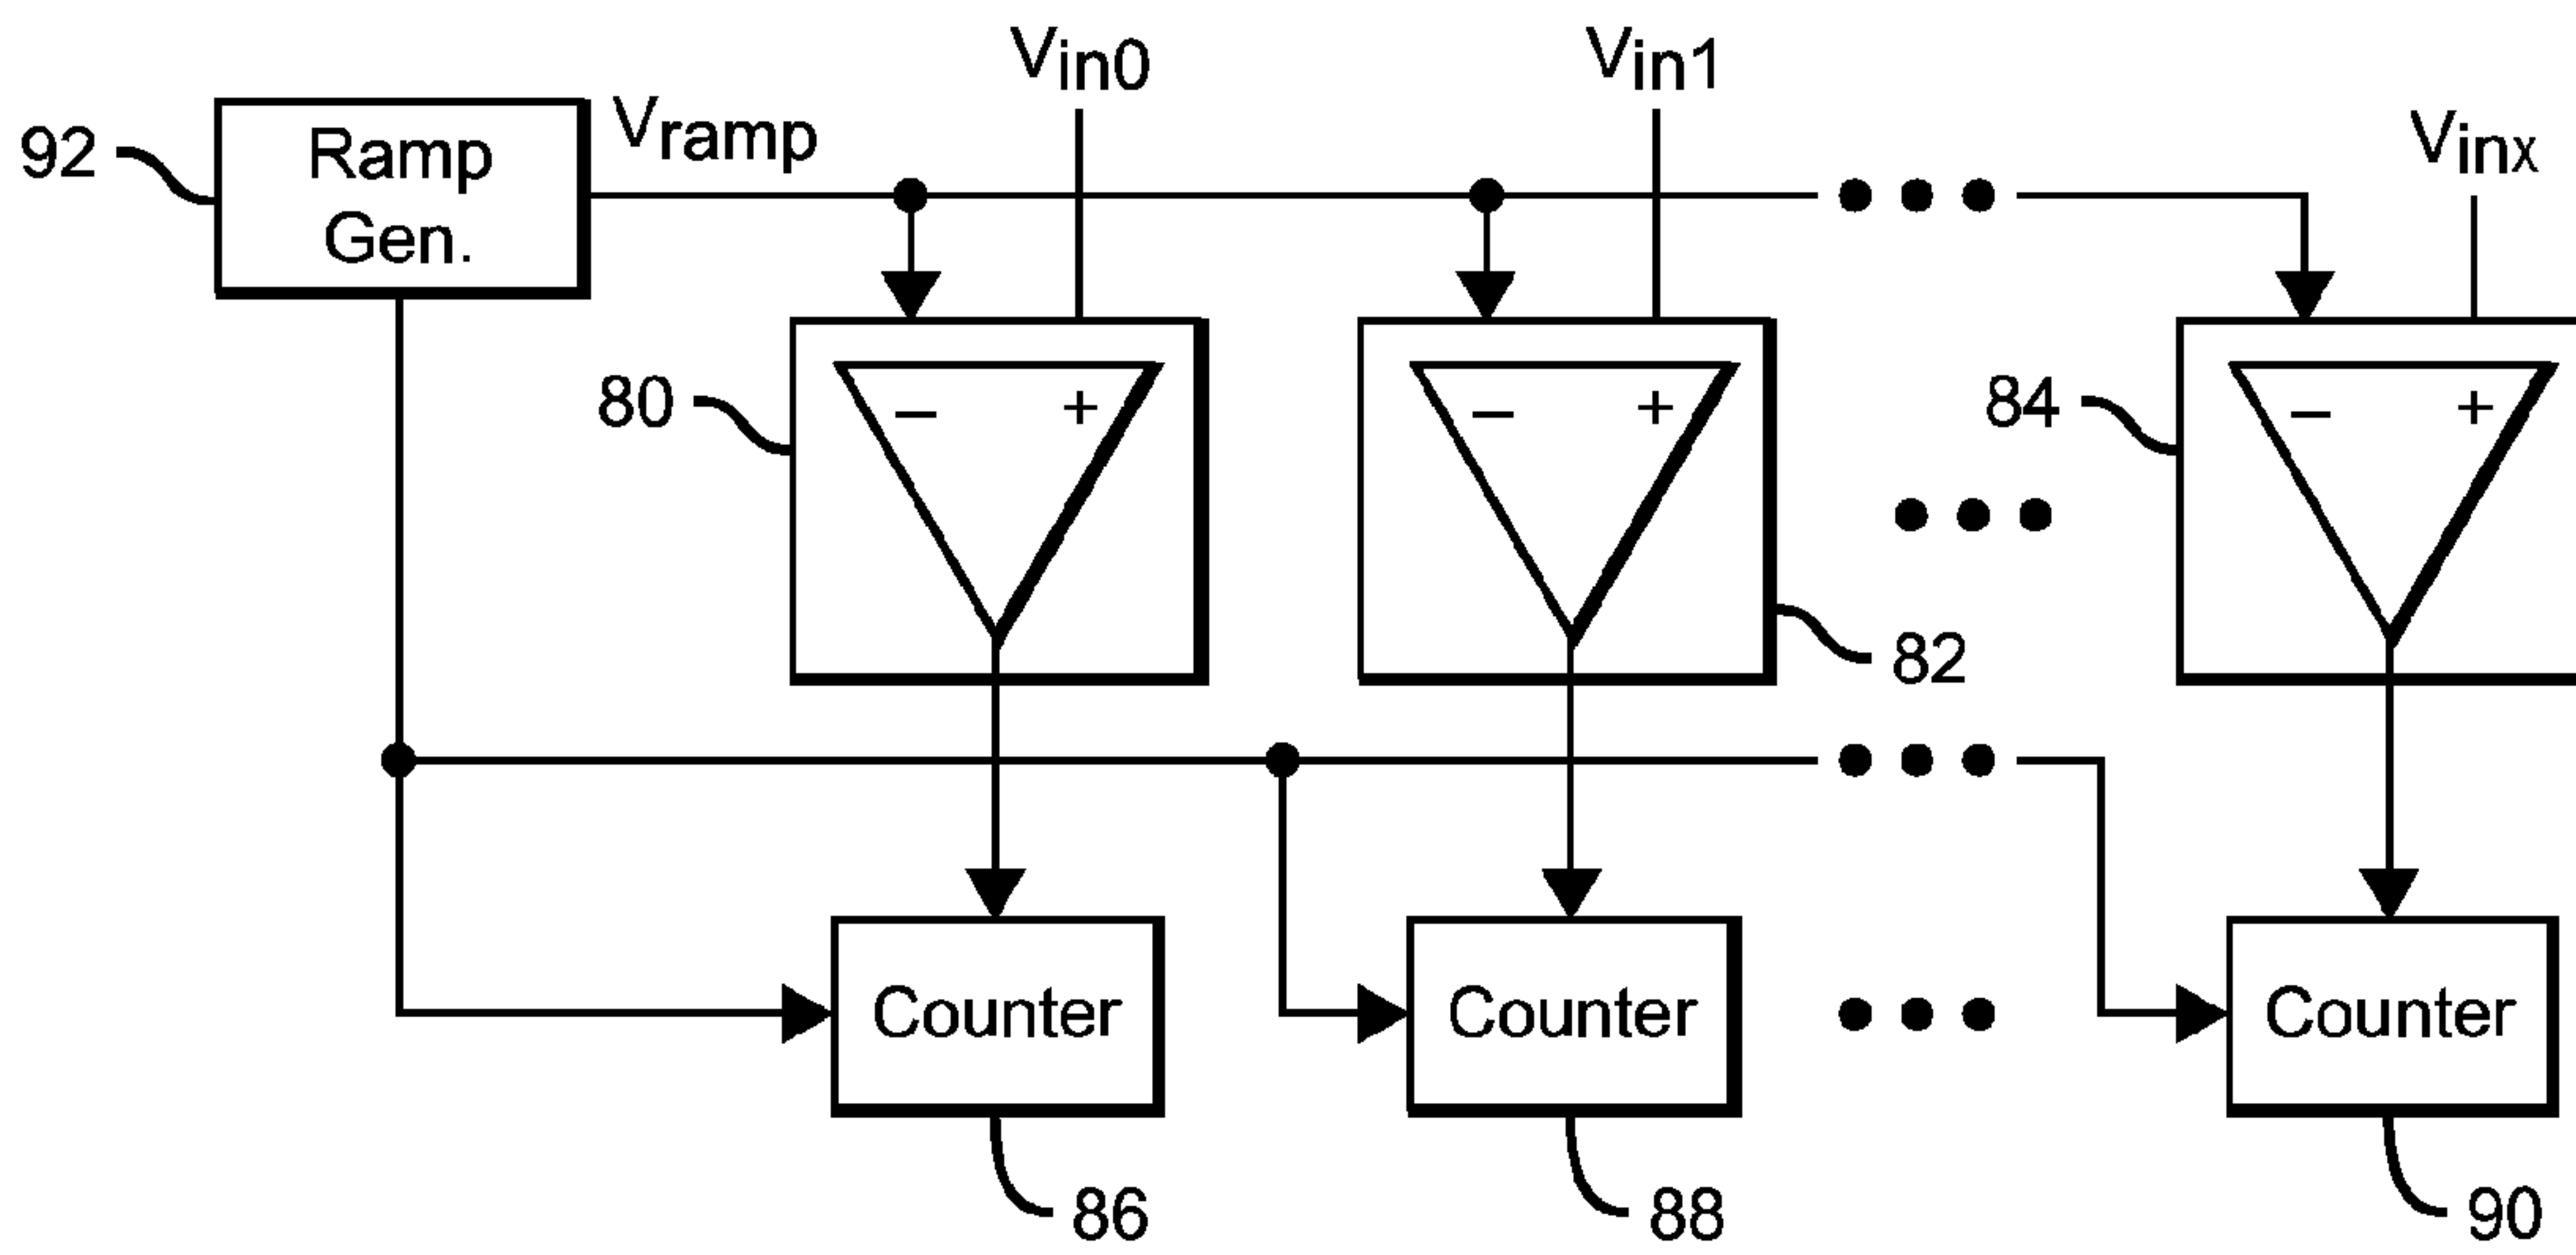 Vin0
Vin1
Vinx
92
Ramp
Gen.
Vramp
80
– +
– +
84
– +
82
Counter
Counter
Counter
86
88
90